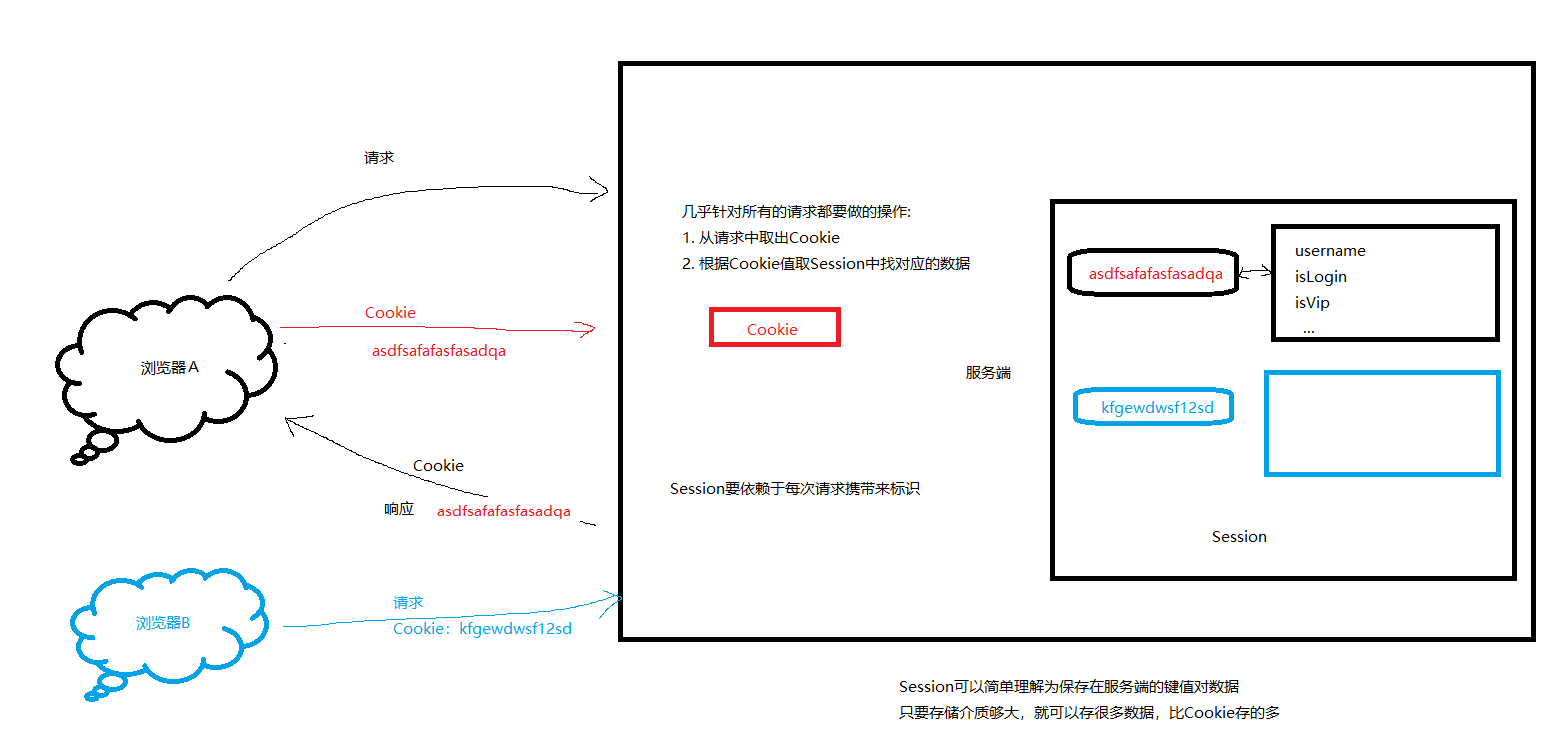 请求
几乎针对所有的请求都要做的操作:
1. 从请求中取出Cookie
2. 根据Cookie值取Session中找对应的数据
asdfsafafasfasadqa
username
isLogin
isVip
...
Cookie
asdfsafafasfasadqa
Cookie
浏览器A
服务端
kfgewdwsf12sd
Cookie
响应
asdfsafafasfasadqa
Session要依赖于每次请求携带来标识
Session
浏览器B
请求
Cookie：kfgewdwsf12sd
Session可以简单理解为保存在服务端的键值对数据
只要存储介质够大，就可以存很多数据，比Cookie存的多